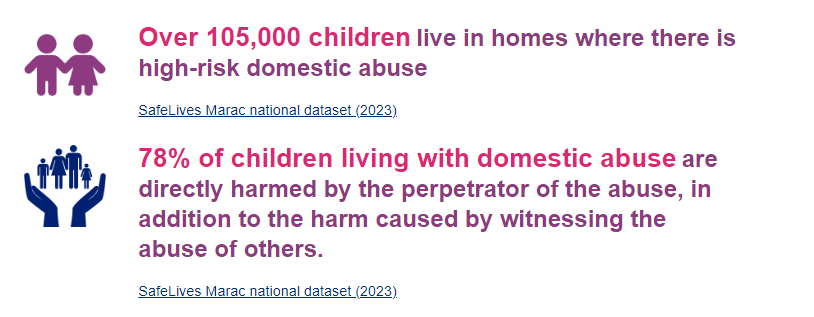 Over 105,000 children live in homes where there is
high-risk domestic abuse
SafeLives Marac national dataset (2023)
78% of children living with domestic abuse are
directly harmed by the perpetrator of the abuse, in
addition to the harm caused by witnessing the
abuse of others.
SafeLives Marac national dataset (2023)